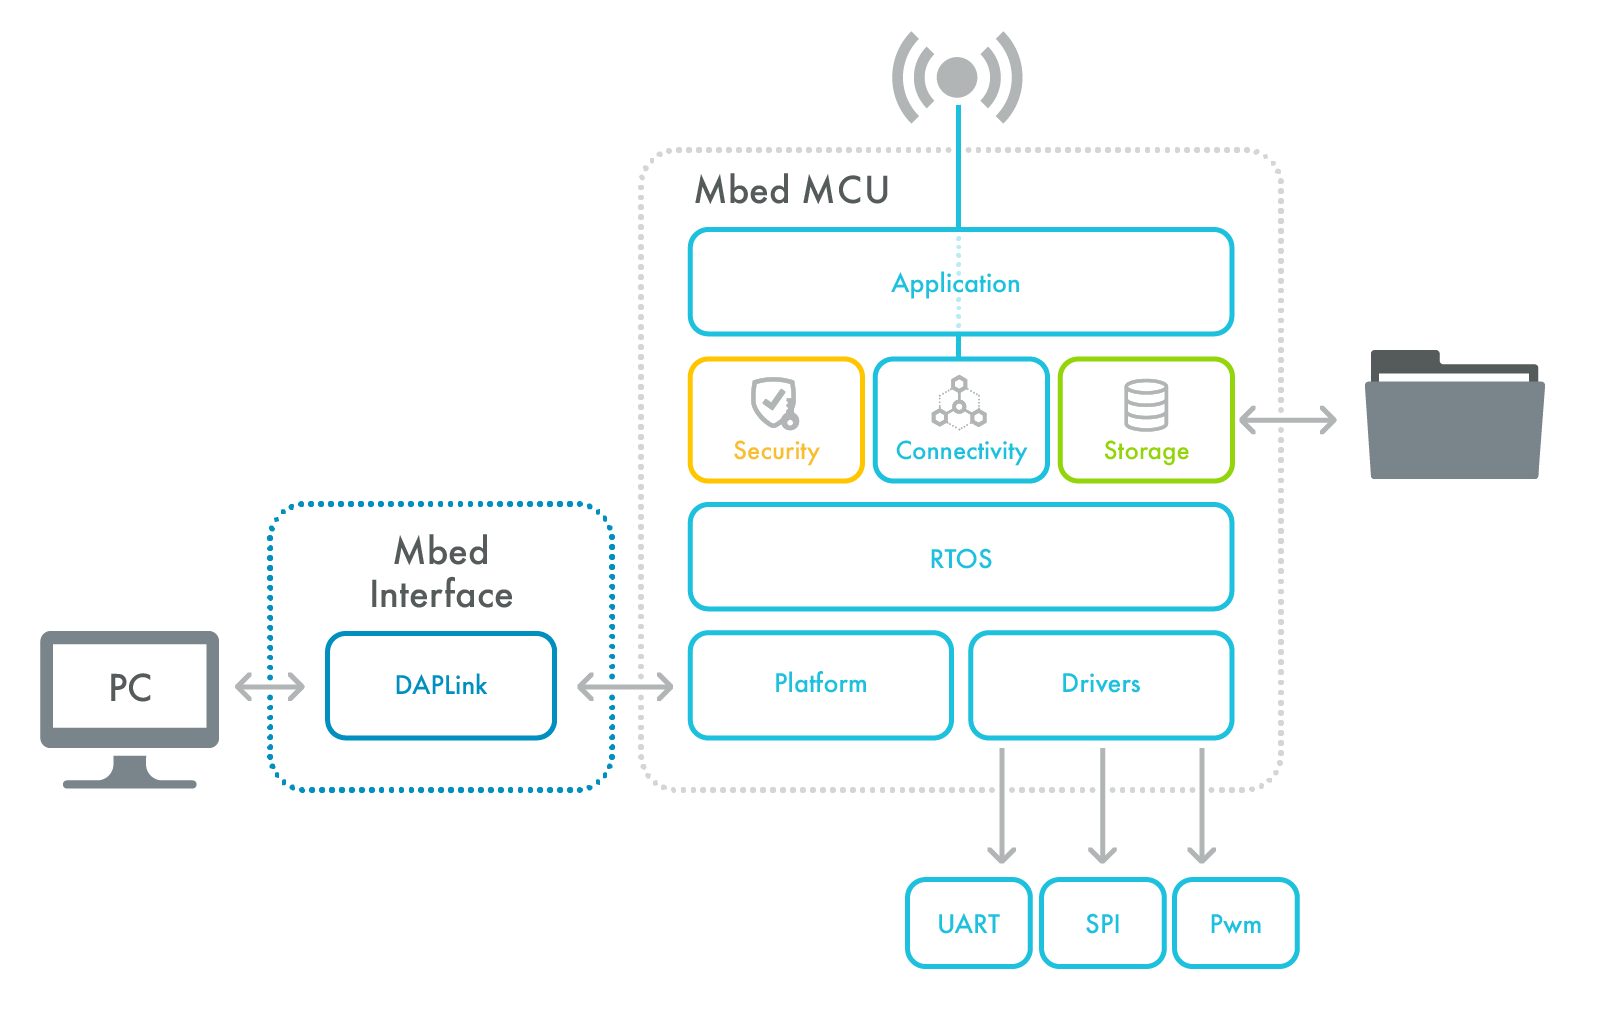 Mbed MCU
Application
Security
Connectivity
Storage
RTOS
Mbed
Interface
PC
DAPLink
Platform
Drivers
UART
SPI
Pwm